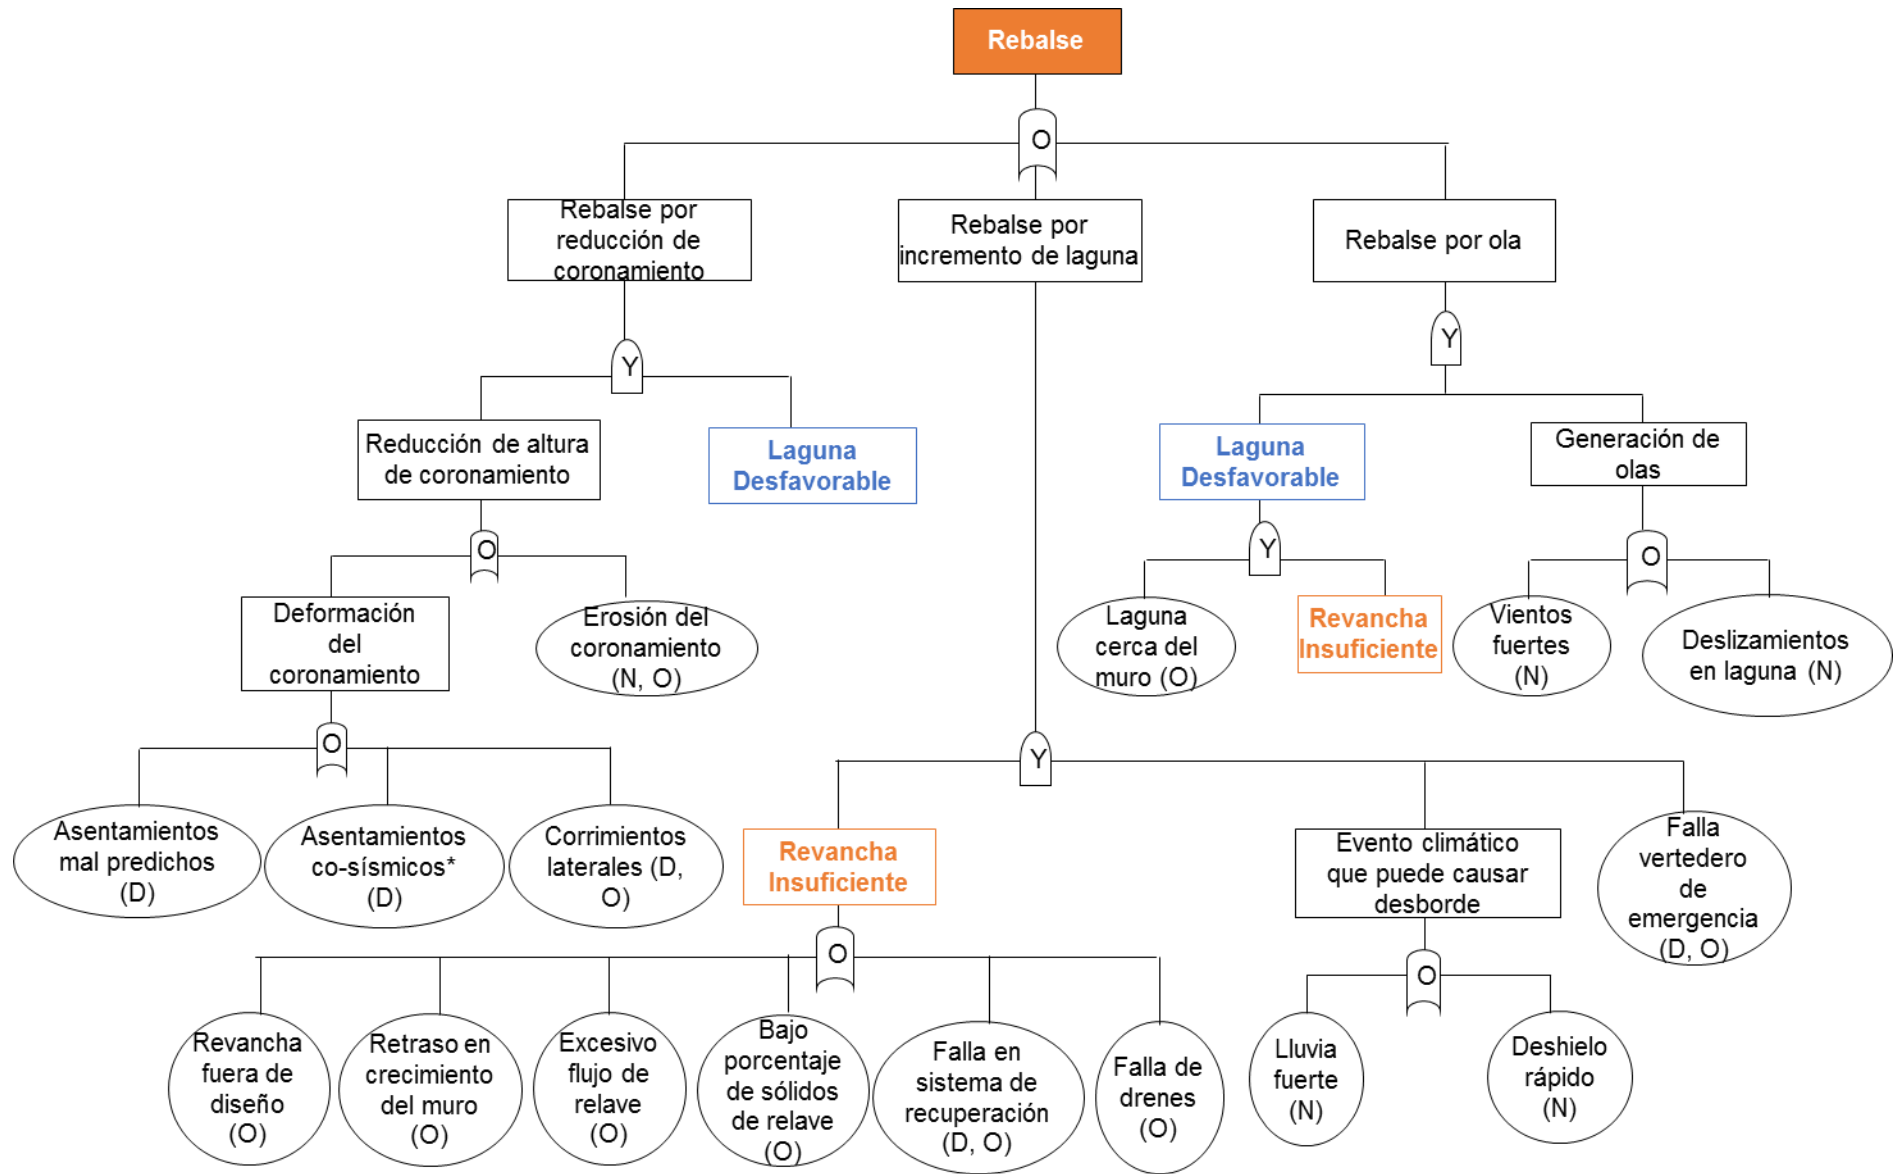 Rebalse
O
Rebalse por
reducción de
coronamiento
Rebalse por
incremento de laguna
Rebalse por ola
Y
Y
Reducción de altura
de coronamiento
Laguna
Desfavorable
Laguna
Desfavorable
Generación de
olas
O
Y
O
Deformación
del
coronamiento
Erosión del
coronamiento
(N, O)
Laguna
cerca del
muro (O)
Revancha
Insuficiente
Vientos
fuertes
(N)
Deslizamientos
en laguna (N)
O
Y
Asentamientos
mal predichos
(D)
Asentamientos
co-sísmicos*
(D)
Corrimientos
laterales (D,
O)
Revancha
Insuficiente
Evento climático
que puede causar
desborde
Falla
vertedero
de
emergencia
(D, O)
O
O
Revancha
fuera de
diseño
(O)
Retraso en
crecimiento
del muro
(O)
Excesivo
flujo de
relave
(O)
Bajo
porcentaje
de sólidos
de relave
(O)
Falla en
sistema de
recuperación
(D, O)
Falla de
drenes
(O)
Lluvia
fuerte
(N)
Deshielo
rápido
(N)